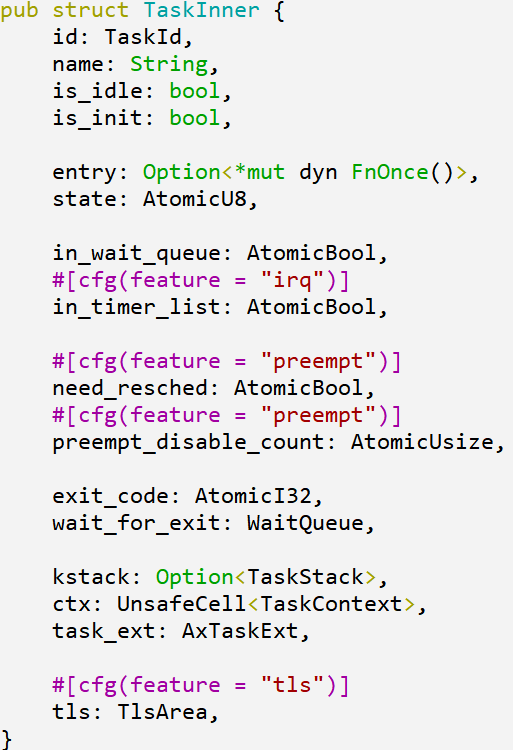 pub struct TaskInner {
    id: TaskId,
    name: String,
    is_idle: bool,
    is_init: bool,

    entry: Option<*mut dyn FnOnce()>,
    state: AtomicU8,

    in_wait_queue: AtomicBool,
    #[cfg(feature = "irq")]
    in_timer_list: AtomicBool,

    #[cfg(feature = "preempt")]
    need_resched: AtomicBool,
    #[cfg(feature = "preempt")]
    preempt_disable_count: AtomicUsize,

    exit_code: AtomicI32,
    wait_for_exit: WaitQueue,

    kstack: Option<TaskStack>,
    ctx: UnsafeCell<TaskContext>,
    task_ext: AxTaskExt,

    #[cfg(feature = "tls")]
    tls: TlsArea,
}